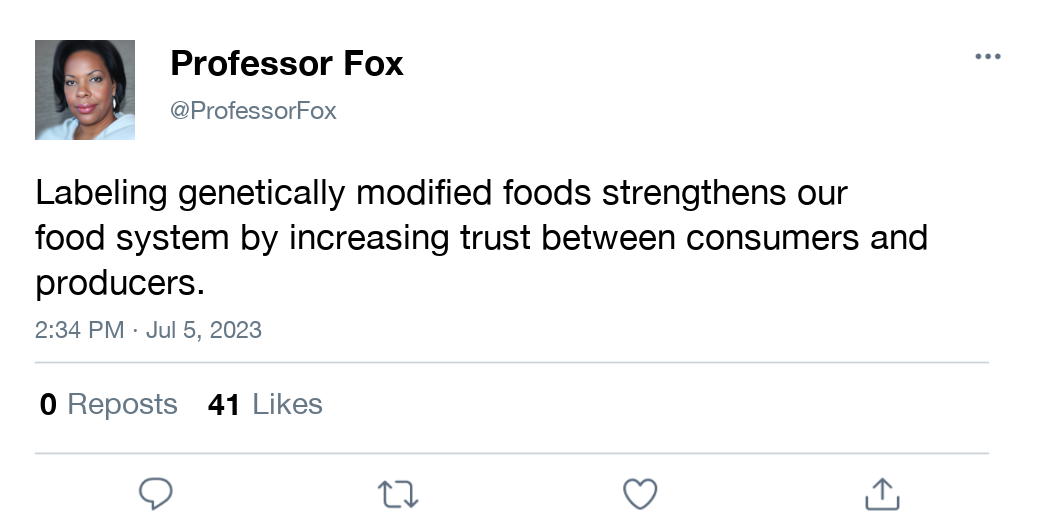 Professor Fox
@ProfessorFox
Labeling genetically modified foods strengthens our
food system by increasing trust between consumers and
producers.
2:34 PM · Jul 5, 2023
0 Reposts 41 Likes